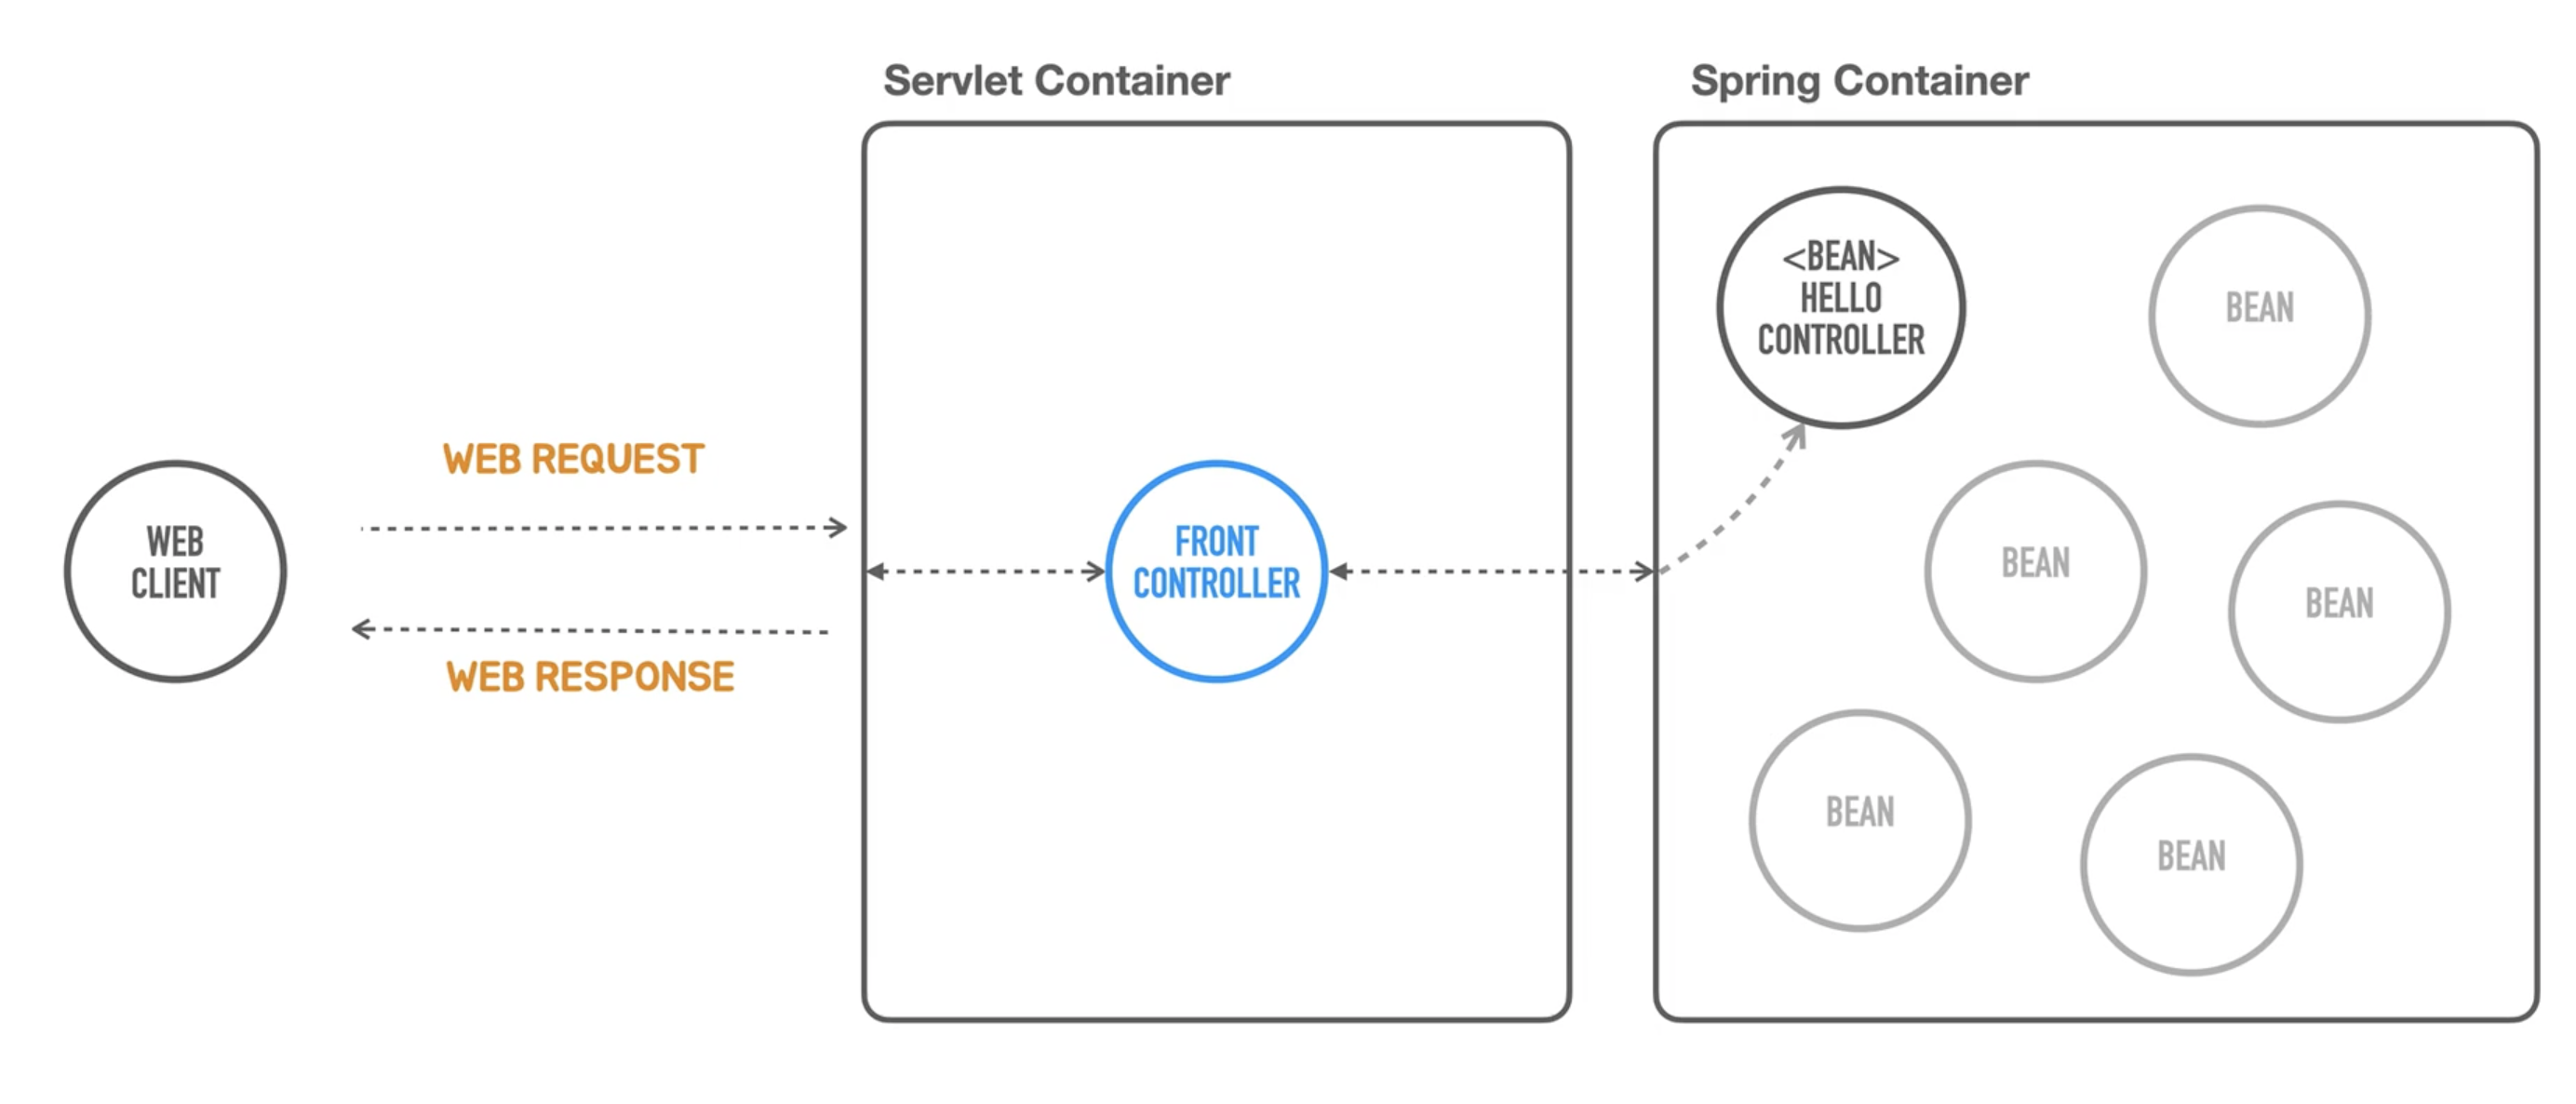 Servlet Container
Spring Container
<BEAN>
HELLO
CONTROLLER
BEAN
WEB REQUEST
WEB
CLIENT
FRONT
CONTROLLER
BEAN
BEAN
WEB RESPONSE
BEAN
BEAN